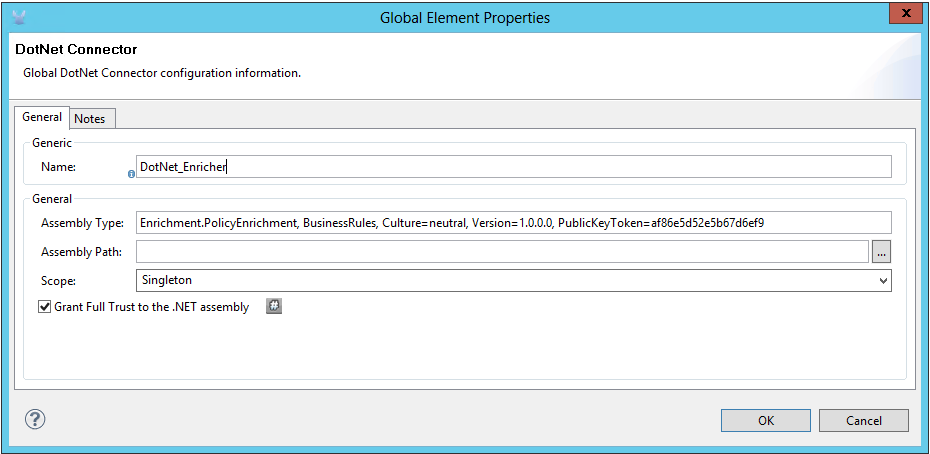 Global Element Properties
x
DotNet Connector
Global DotNet Connector configuration information.
General Notes
Generic
Name: DotNet_Enricher
General
Assembly Type: Enrichment.PolicyEnrichment, BusinessRules, Culture=neutral, Version=1.0.0.0, PublicKeyToken=af86e5d52e5b67d6ef9
Assembly Path: ...
Scope: Singleton
Grant Full Trust to the .NET assembly #
? OK Cancel